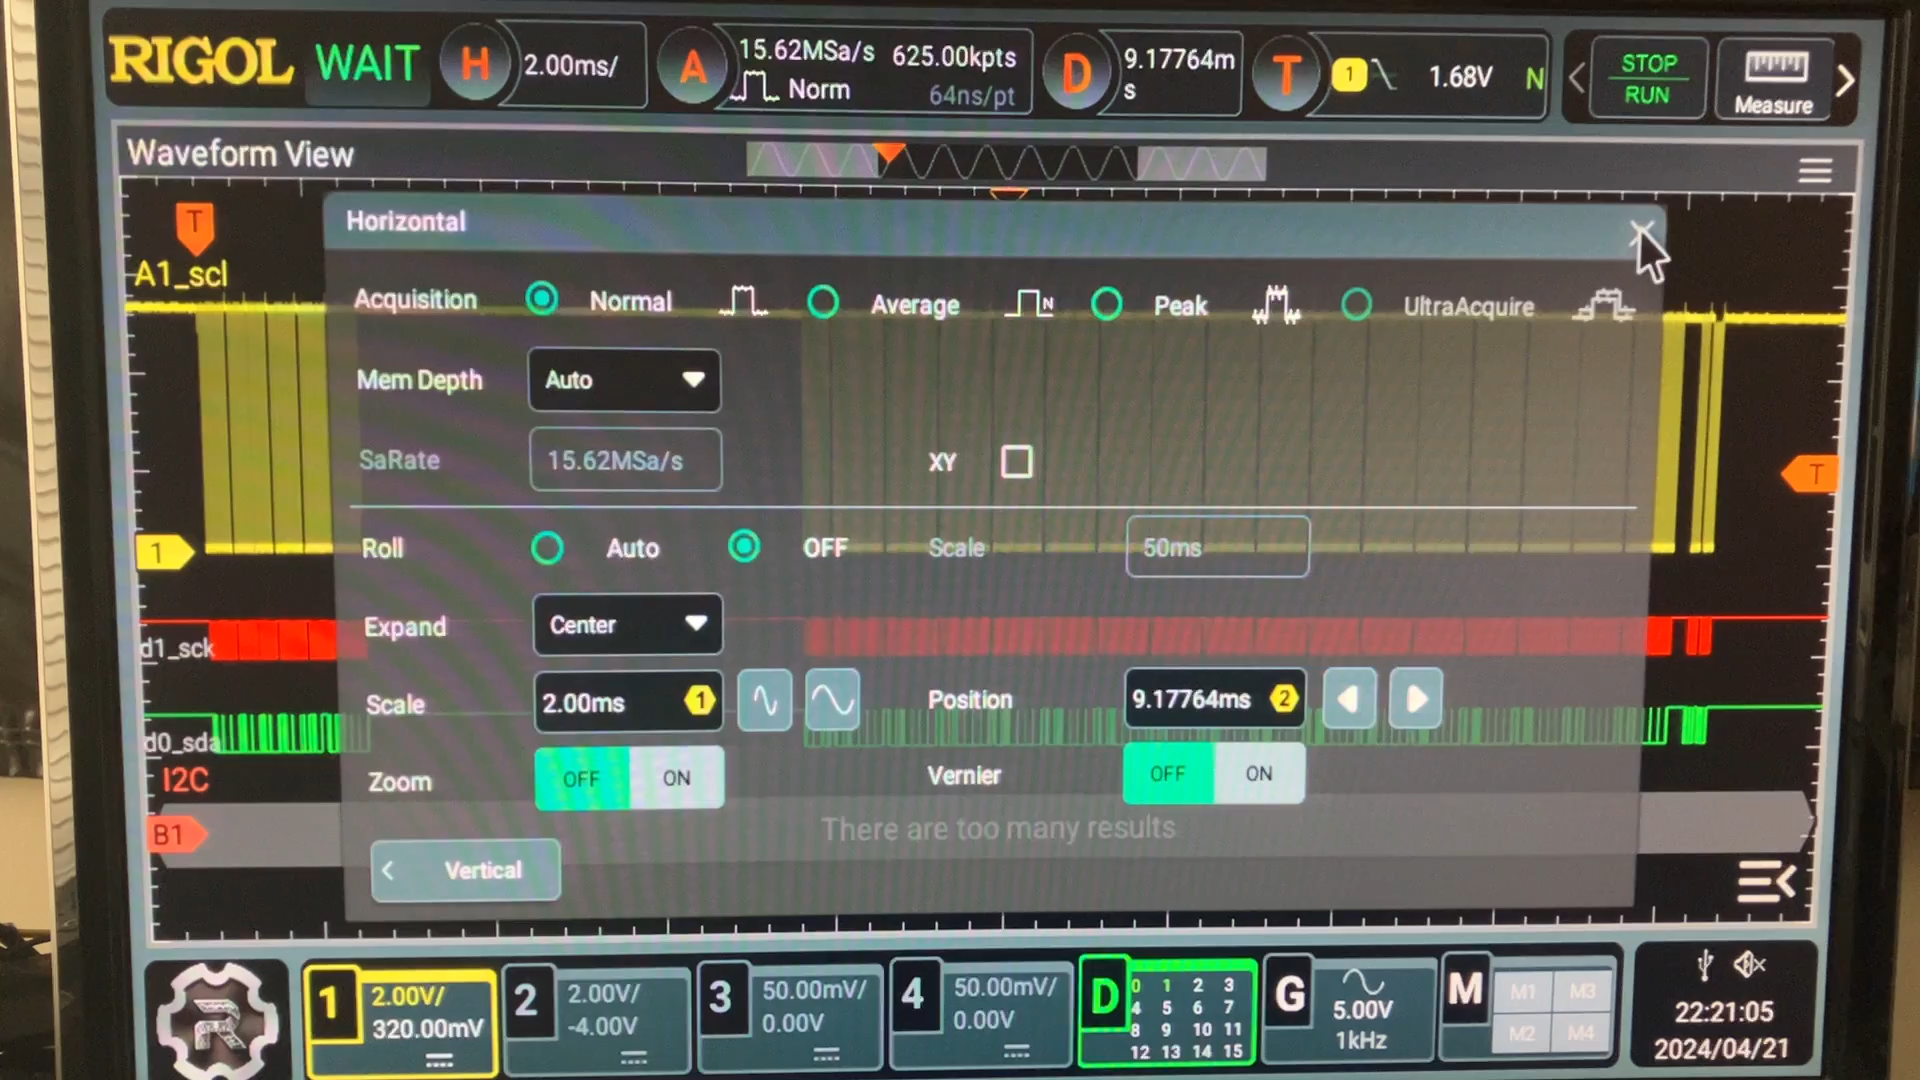 RIGOL WAIT H 2.00ms/ A 15.62MSa/s 625.00kpts D 9.17764m T 1 1.68V N STOP
Norm 64ns/pt s RUN Measure
Waveform View
T
Horizontal
A1_scl
Acquisition Normal Average N Peak UltraAcquire
Mem Depth Auto
SaRate 15.62MSa/s XY
T
1
Roll Auto OFF Scale 50ms
Expand Center
d1_sck
Scale 2.00ms 1 Position 9.17764ms 2
d0_sda
I2C
Zoom OFF ON Vernier OFF ON
B1
There are too many results
Vertical
1 2.00V/ 2 2.00V/ 3 50.00mV/ 4 50.00mV/ D 0 1 2 3 G 5.00V M M1 M3
320.00mV -4.00V 0.00V 0.00V 4 5 6 7 1kHz M2 M4
8 9 10 11
12 13 14 15
R
22:21:05
2024/04/21